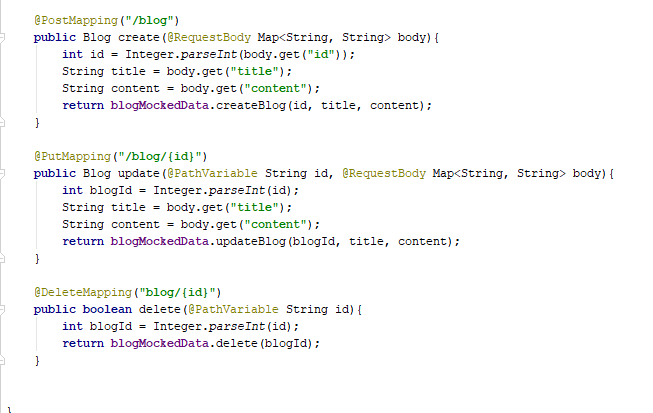 @PostMapping("/blog")
public Blog create(@RequestBody Map<String, String> body){
int id = Integer.parseInt(body.get("id"));
String title = body.get("title");
String content = body.get("content");
return blogMockedData.createBlog(id, title, content);
}
@PutMapping("/blog/{id}")
public Blog update(@PathVariable String id, @RequestBody Map<String, String> body){
int blogId = Integer.parseInt(id);
String title = body.get("title");
String content = body.get("content");
return blogMockedData.updateBlog(blogId, title, content);
}
@DeleteMapping("blog/{id}")
public boolean delete(@PathVariable String id){
int blogId = Integer.parseInt(id);
return blogMockedData.delete(blogId);
}
}